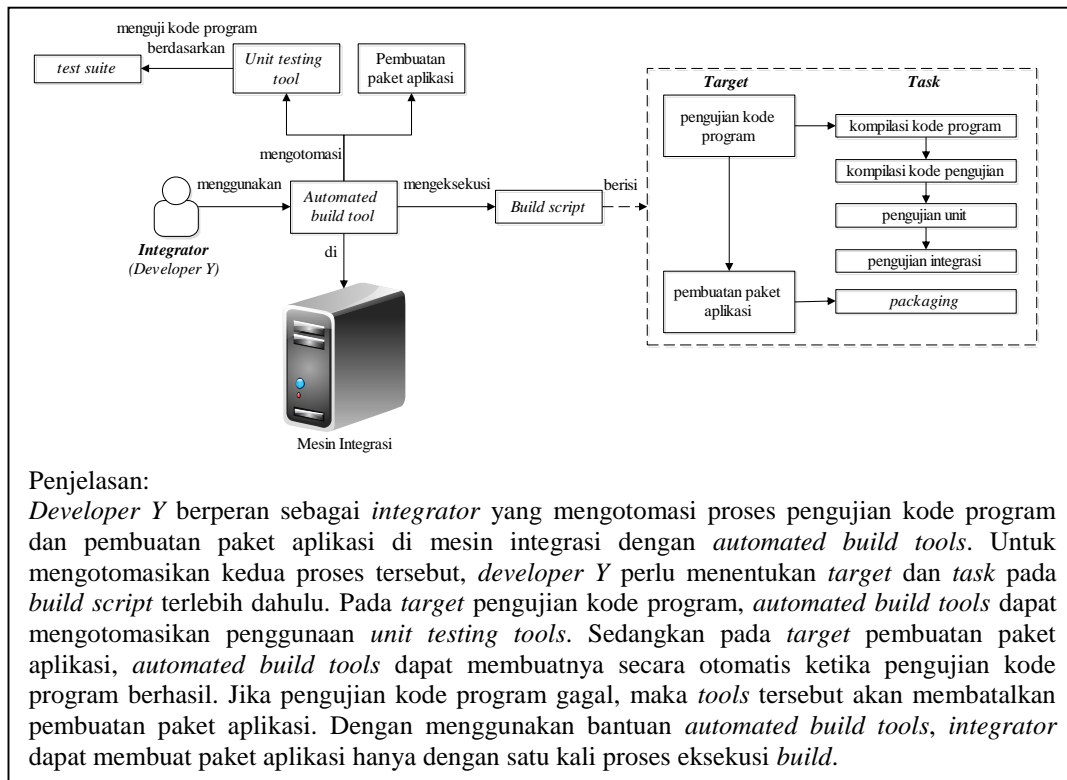 menguji kode program
berdasarkan
test suite
Unit testing
tool
Pembuatan
paket aplikasi
mengotomasi
menggunakan
Automated
build tool
mengeksekusi
Build script
berisi
Integrator
(Developer Y)
di
Mesin Integrasi
Target
Task
pengujian kode
program
kompilasi kode program
kompilasi kode pengujian
pengujian unit
pengujian integrasi
pembuatan paket
aplikasi
packaging
Penjelasan:
Developer Y berperan sebagai integrator yang mengotomasi proses pengujian kode program
dan pembuatan paket aplikasi di mesin integrasi dengan automated build tools. Untuk
mengotomasikan kedua proses tersebut, developer Y perlu menentukan target dan task pada
build script terlebih dahulu. Pada target pengujian kode program, automated build tools dapat
mengotomasikan penggunaan unit testing tools. Sedangkan pada target pembuatan paket
aplikasi, automated build tools dapat membuatnya secara otomatis ketika pengujian kode
program berhasil. Jika pengujian kode program gagal, maka tools tersebut akan membatalkan
pembuatan paket aplikasi. Dengan menggunakan bantuan automated build tools, integrator
dapat membuat paket aplikasi hanya dengan satu kali proses eksekusi build.